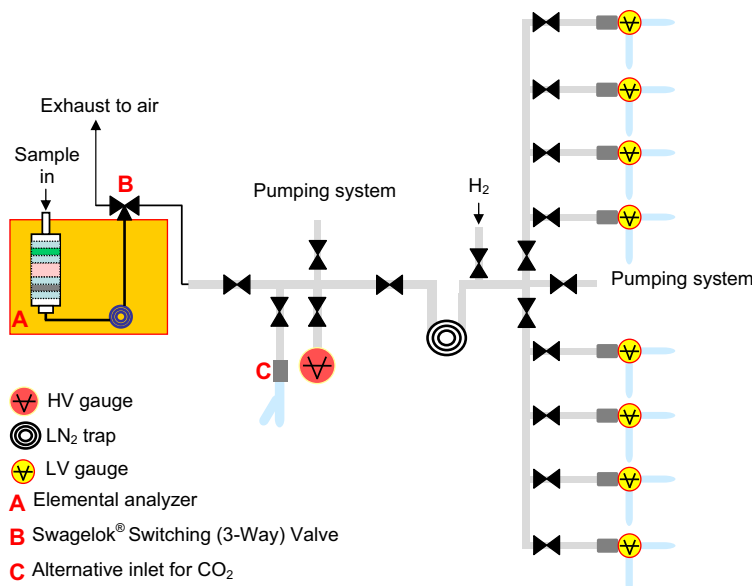 Exhaust to air
Sample
in
B
Pumping system
H₂
Pumping system
A
C
HV gauge
LN₂ trap
LV gauge
A Elemental analyzer
B Swagelok® Switching (3-Way) Valve
C Alternative inlet for CO₂